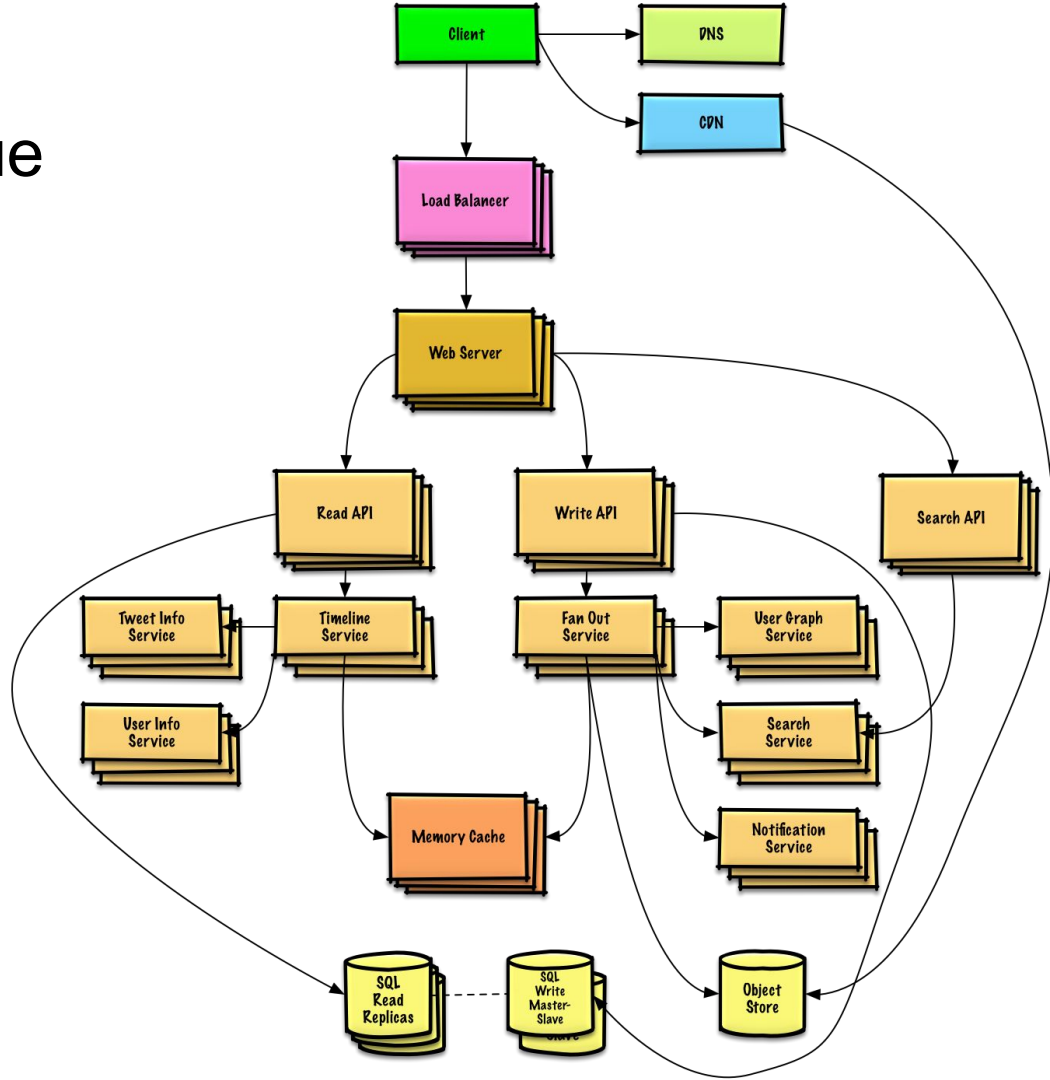 Client
DNS
ue
CDN
Load Balancer
Web Server
Read API
Write API
Search API
Tweet Info
Service
Timeline
Service
Fan Out
Service
User Graph
Service
User Info
Service
Search
Service
Memory Cache
Notification
Service
SQL
Read
Replicas
SQL
Write
Master-
Slave
Slave
Object
Store